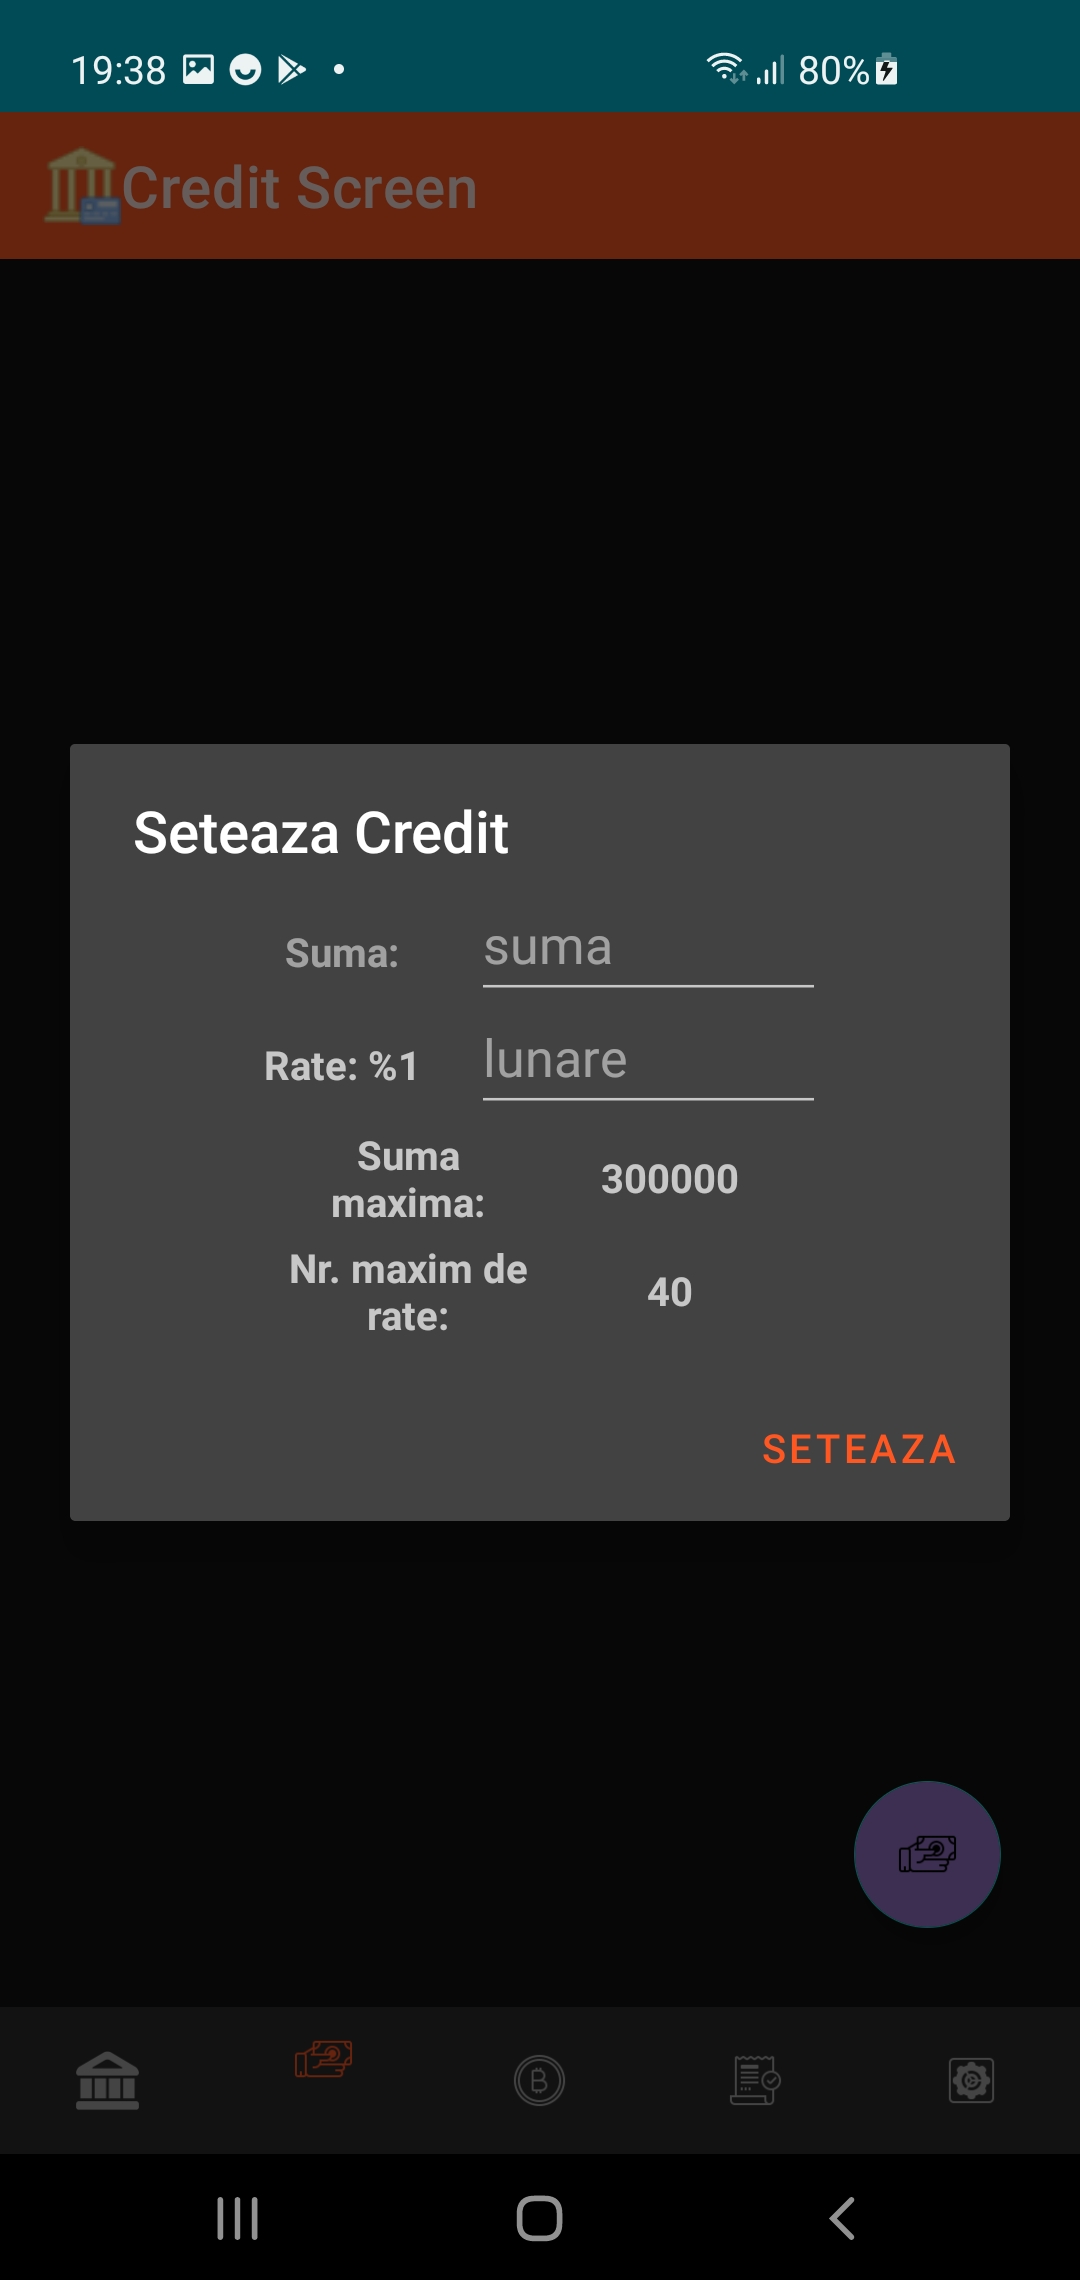 19:38 80%
Credit Screen
Seteaza Credit
Suma: suma
Rate: %1 lunare
Suma
maxima: 300000
Nr. maxim de
rate: 40
SETEAZA